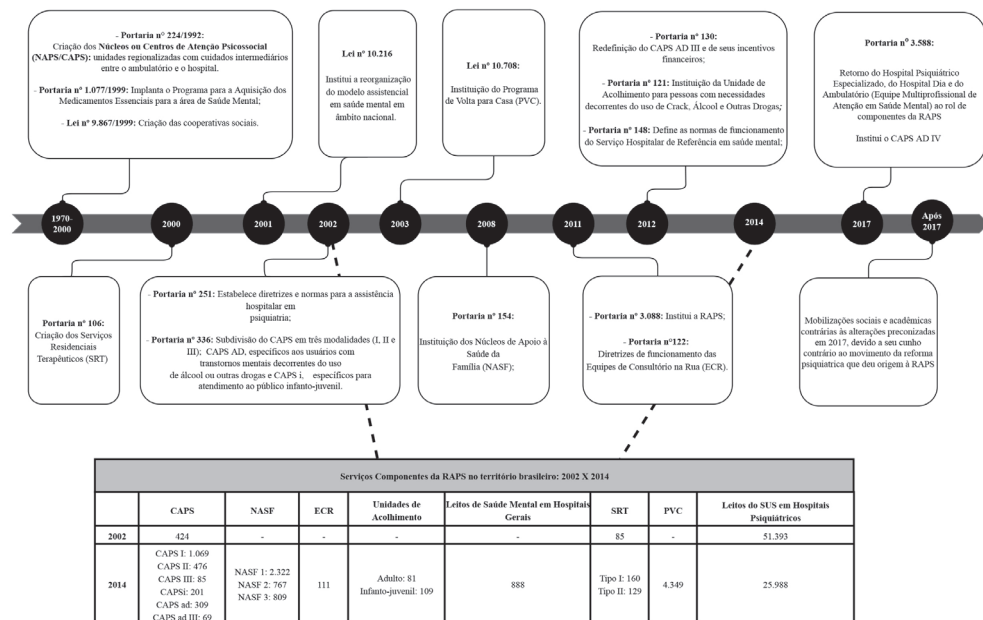 - Portaria n° 224/1992:
Criação dos Núcleos ou Centros de Atenção Psicossocial
(NAPS/CAPS): unidades regionalizadas com cuidados intermediários
entre o ambulatório e o hospital.
- Portaria n° 1.077/1999: Implanta o Programa para a Aquisição dos
Medicamentos Essenciais para a área de Saúde Mental;
- Lei n° 9.867/1999: Criação das cooperativas sociais.
Lei n° 10.216
Institui a reorganização
do modelo assistencial
em saúde mental em
âmbito nacional.
Lei nº 10.708:
Instituição do Programa
de Volta para Casa (PVC).
- Portaria nº 130:
Redefinição do CAPS AD III e de seus incentivos
financeiros;
- Portaria nº 121: Instituição da Unidade de
Acolhimento para pessoas com necessidades
decorrentes do uso de Crack, Álcool e Outras Drogas;
- Portaria nº 148: Define as normas de funcionamento
do Serviço Hospitalar de Referência em saúde mental;
Portaria nº 3.588:
Retorno do Hospital Psiquiátrico
Especializado, do Hospital Dia e do
Ambulatório (Equipe Multiprofissional de
Atenção em Saúde Mental) ao rol de
componentes da RAPS
Institui o CAPS AD IV
1970-
2000
2000
2001
2002
2003
2008
2011
2012
2014
2017
Após
2017
Portaria nº 106:
Criação dos Serviços
Residenciais
Terapêuticos (SRT)
- Portaria nº 251: Estabelece diretrizes e normas para a assistência
hospitalar em
psiquiatria;
- Portaria nº 336: Subdivisão do CAPS em três modalidades (I, II e
III); CAPS AD, específicos aos usuários com
transtornos mentais decorrentes do uso
de álcool ou outras drogas e CAPS i, específicos para
atendimento ao público infanto-juvenil.
Portaria nº 154:
Instituição dos Núcleos de Apoio à
Saúde da
Família (NASF);
- Portaria nº 3.088: Institui a RAPS;
- Portaria n°122:
Diretrizes de funcionamento das
Equipes de Consultório na Rua (ECR).
Mobilizações sociais e acadêmicas
contrárias às alterações preconizadas
em 2017, devido a seu cunho
contrário ao movimento da reforma
psiquiátrica que deu origem à RAPS
Serviços Componentes da RAPS no território brasileiro: 2002 X 2014
CAPS NASF ECR Unidades de Acolhimento Leitos de Saúde Mental em Hospitais Gerais SRT PVC Leitos do SUS em Hospitais Psiquiátricos
2002 424 - - - - 85 - 51.393
2014
CAPS I: 1.069
CAPS II: 476
CAPS III: 85
CAPSi: 201
CAPS ad: 309
CAPS ad III: 69
NASF 1: 2.322
NASF 2: 767
NASF 3: 809
111
Adulto: 81
Infanto-juvenil: 109
888
Tipo I: 160
Tipo II: 129
4.349
25.988